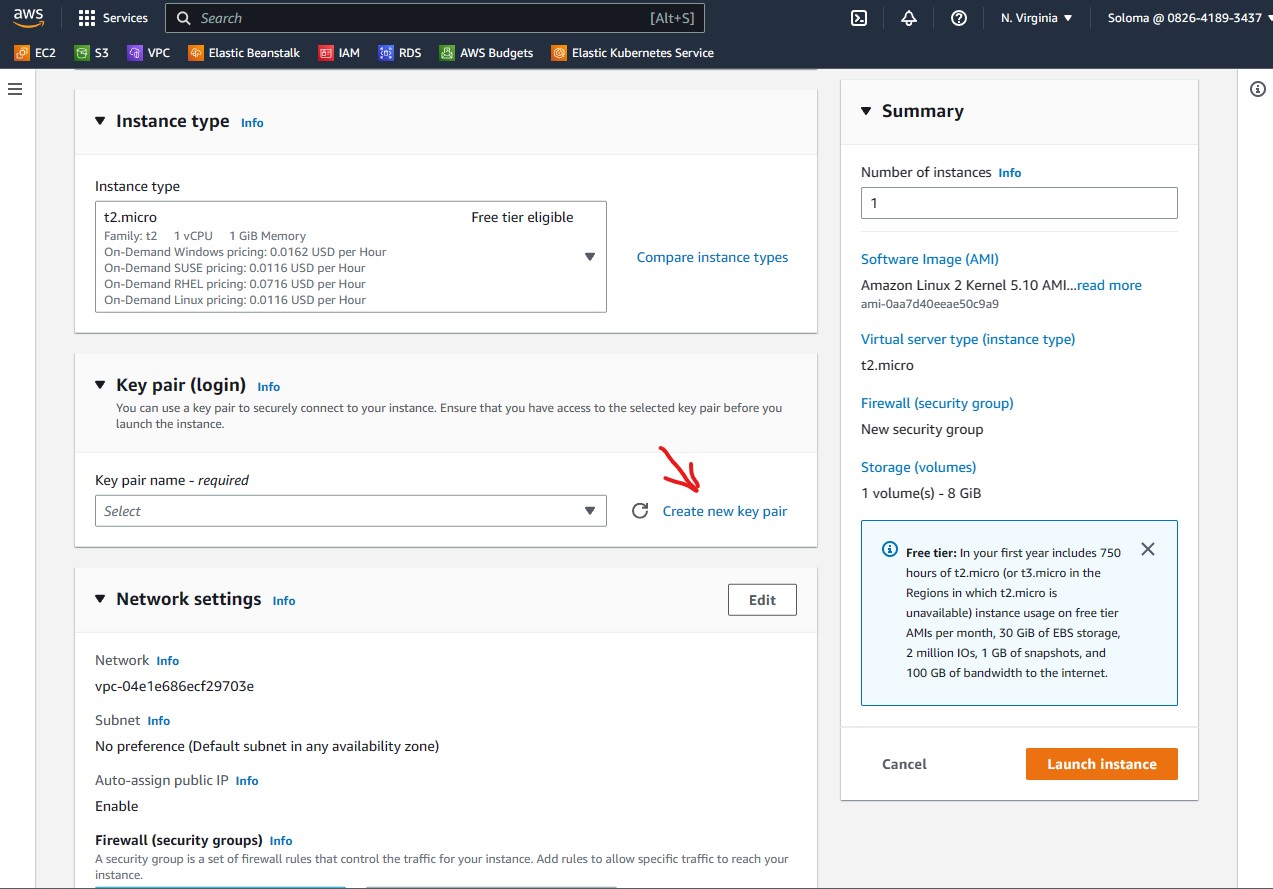 aws
Services
Search
[Alt+S]
N. Virginia
Soloma @ 0826-4189-3437
EC2
S3
VPC
Elastic Beanstalk
IAM
RDS
AWS Budgets
Elastic Kubernetes Service
Instance type Info
Instance type
t2.micro
Free tier eligible
Family: t2 1 vCPU 1 GiB Memory
On-Demand Windows pricing: 0.0162 USD per Hour
On-Demand SUSE pricing: 0.0116 USD per Hour
On-Demand RHEL pricing: 0.0716 USD per Hour
On-Demand Linux pricing: 0.0116 USD per Hour
Compare instance types
Key pair (login) Info
You can use a key pair to securely connect to your instance. Ensure that you have access to the selected key pair before you
launch the instance.
Key pair name - required
Select
Create new key pair
Network settings Info
Edit
Network Info
vpc-04e1e686ecf29703e
Subnet Info
No preference (Default subnet in any availability zone)
Auto-assign public IP Info
Enable
Firewall (security groups) Info
A security group is a set of firewall rules that control the traffic for your instance. Add rules to allow specific traffic to reach your
instance.
Summary
Number of instances Info
1
Software Image (AMI)
Amazon Linux 2 Kernel 5.10 AMI...read more
ami-0aa7d40eeae50c9a9
Virtual server type (instance type)
t2.micro
Firewall (security group)
New security group
Storage (volumes)
1 volume(s) - 8 GiB
Free tier: In your first year includes 750
hours of t2.micro (or t3.micro in the
Regions in which t2.micro is
unavailable) instance usage on free tier
AMIs per month, 30 GiB of EBS storage,
2 million IOs, 1 GB of snapshots, and
100 GB of bandwidth to the internet.
Cancel
Launch instance